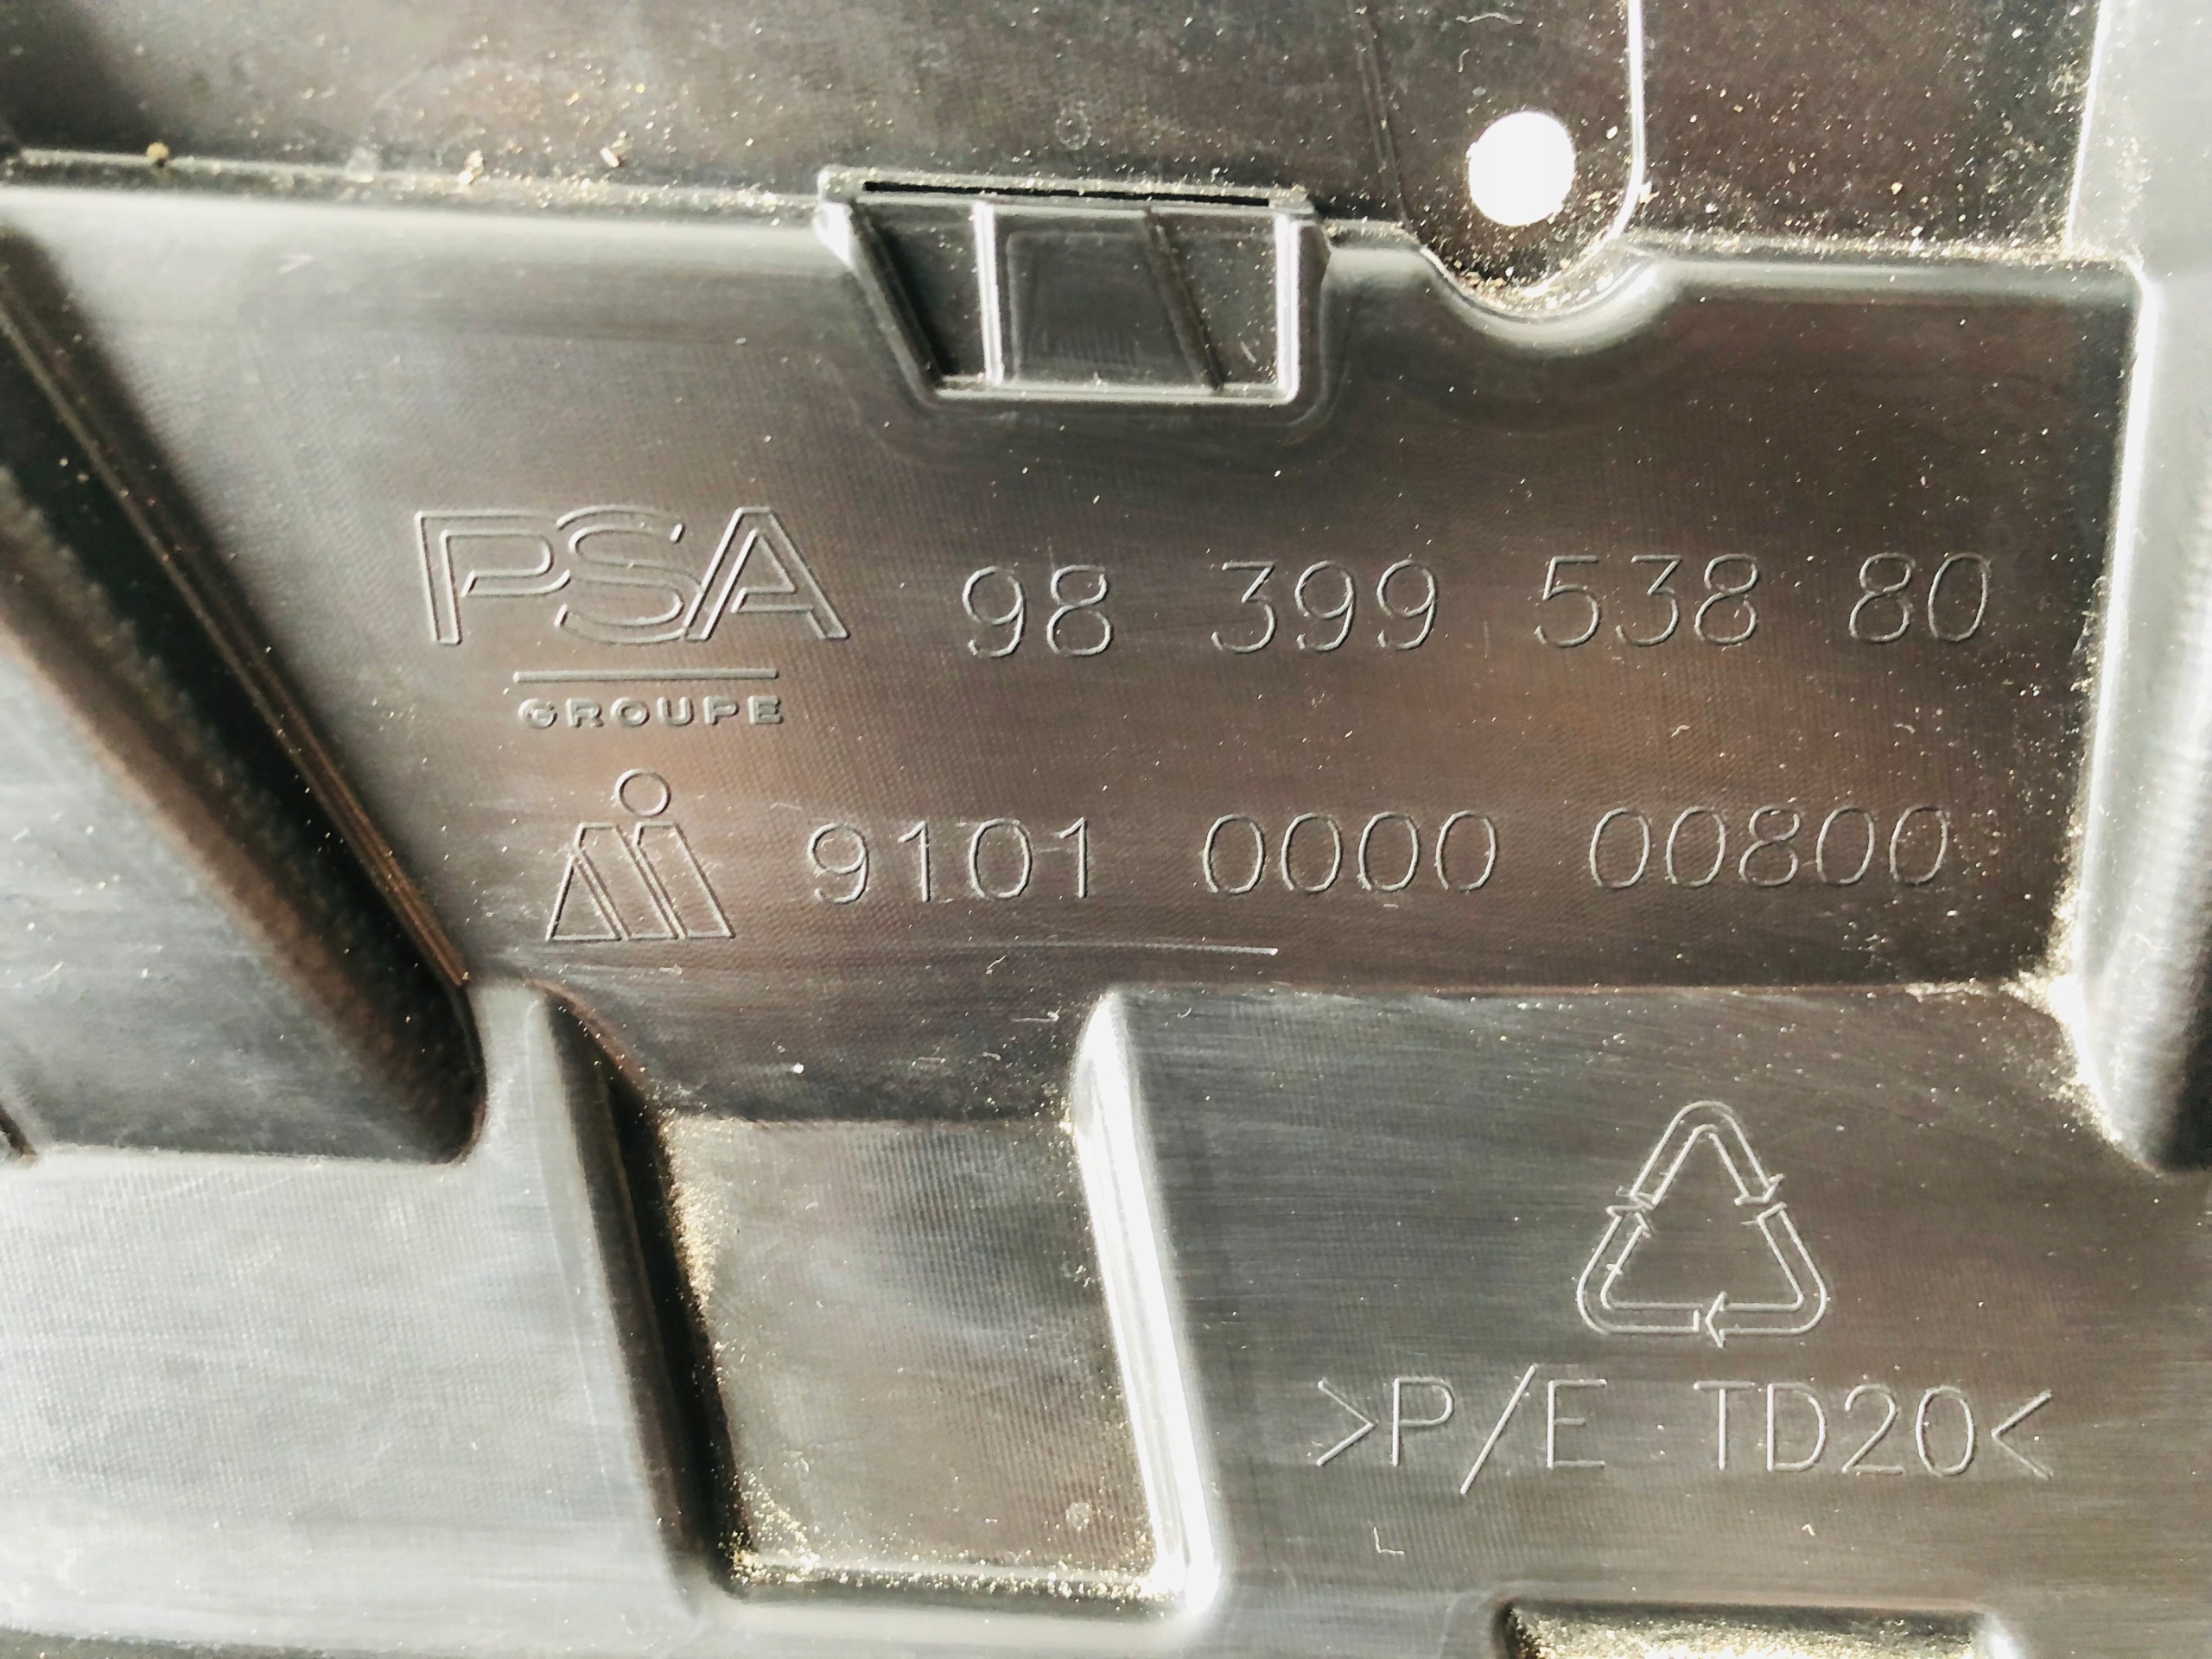 PSA 98 399 538 80
GROUPE
9101 0000 00800
>P/E TD20<